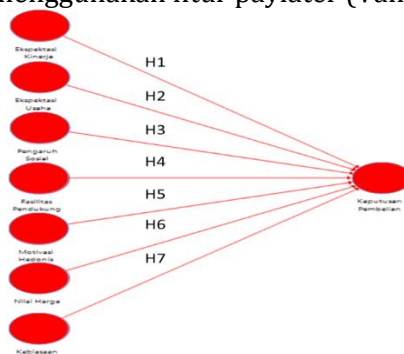 menggunakan fitur paylater (
Ekspektasi
Kinerja
H1
Ekspektasi
Usaha
H2
Pengaruh
Sosial
H3
Fasilitas
Pendukung
H4
Motivasi
Hedonis
H5
Nilai Harga
H6
Kebiasaan
H7
Keputusan
Pembelian